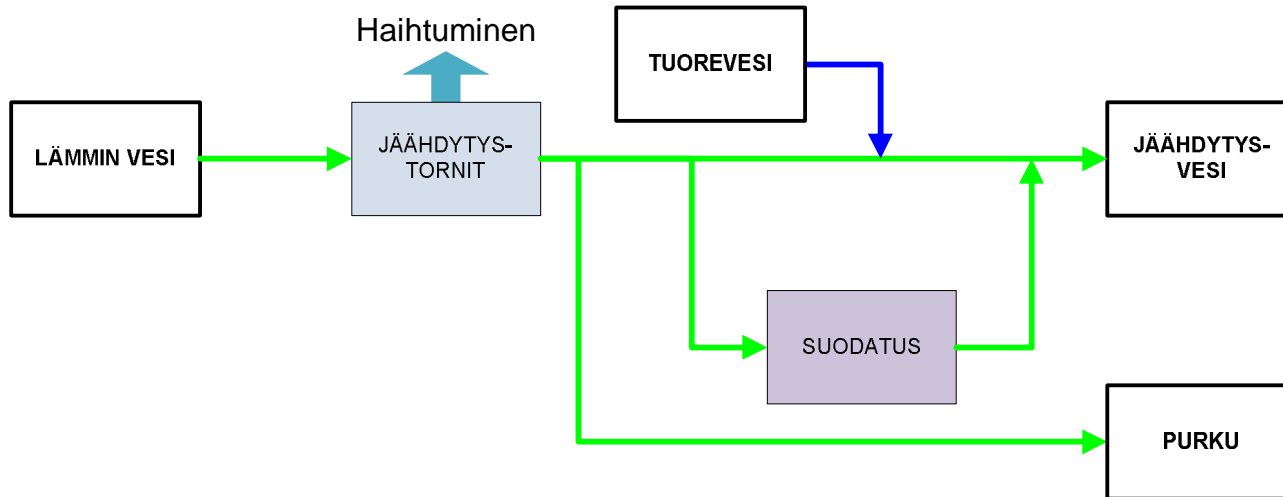 Haihtuminen
TUOREVESI
LÄMMIN VESI
JÄÄHDYTYS-
TORNIT
JÄÄHDYTYS-
VESI
SUODATUS
PURKU